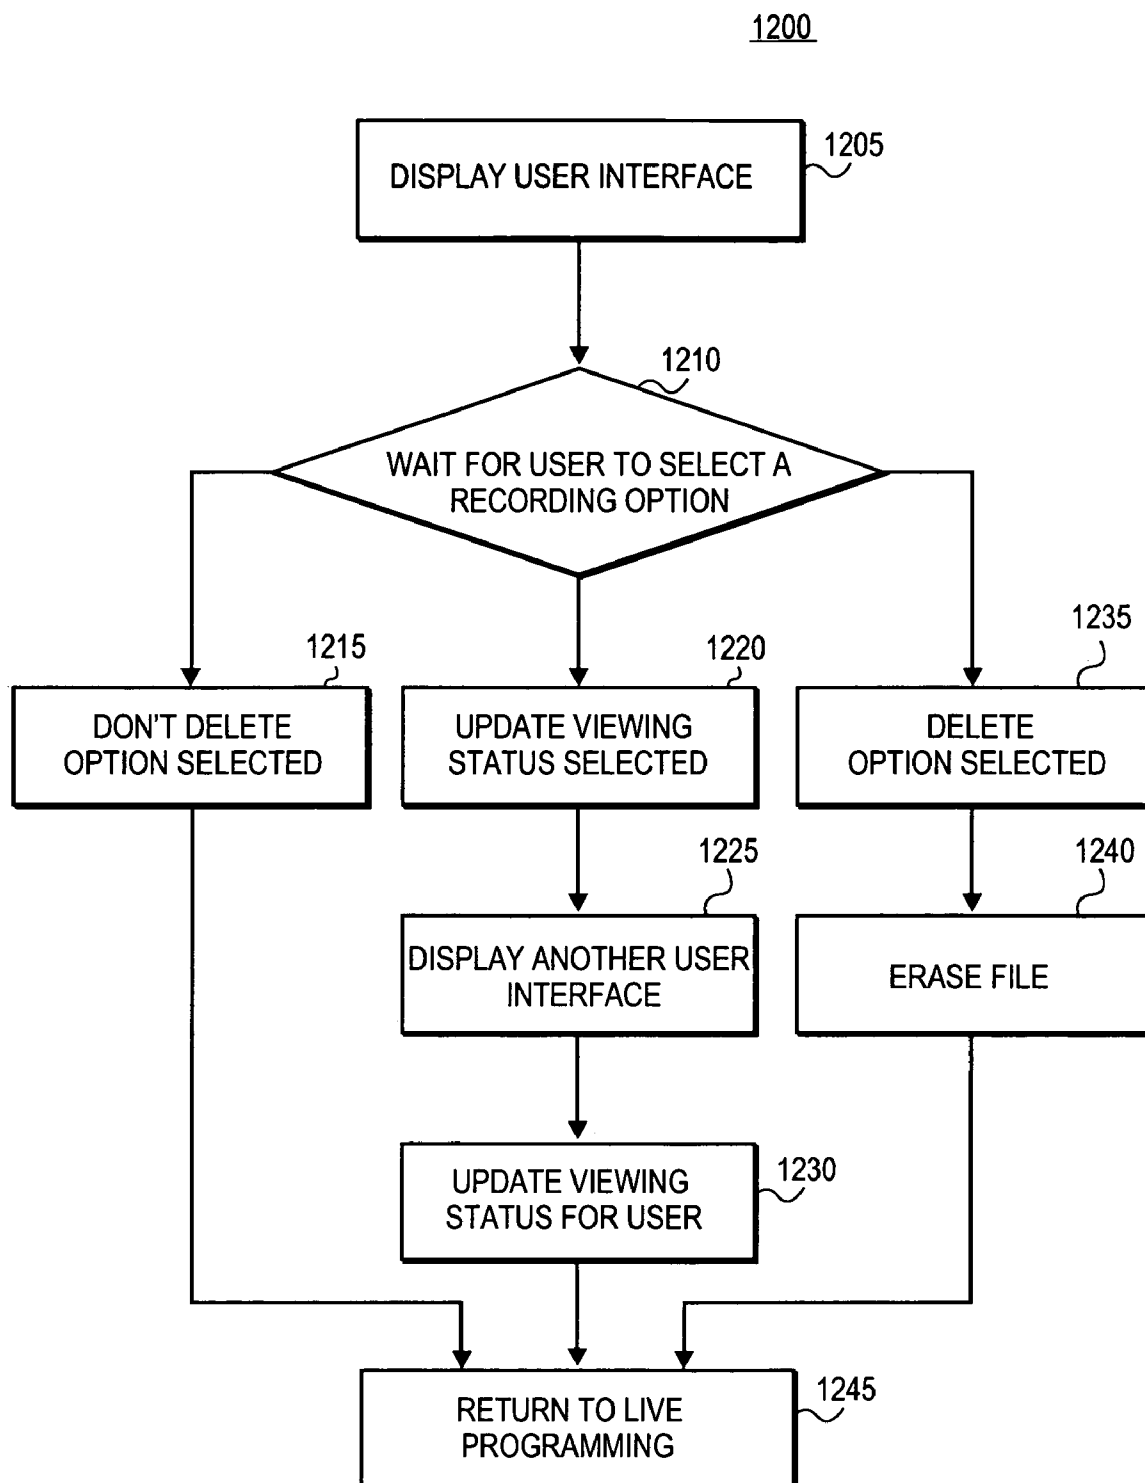 1200
DISPLAY USER INTERFACE
1205
1210
WAIT FOR USER TO SELECT A
RECORDING OPTION
1215
DON'T DELETE
OPTION SELECTED
1220
UPDATE VIEWING
STATUS SELECTED
1235
DELETE
OPTION SELECTED
1225
DISPLAY ANOTHER USER
INTERFACE
1240
ERASE FILE
1230
UPDATE VIEWING
STATUS FOR USER
1245
RETURN TO LIVE
PROGRAMMING